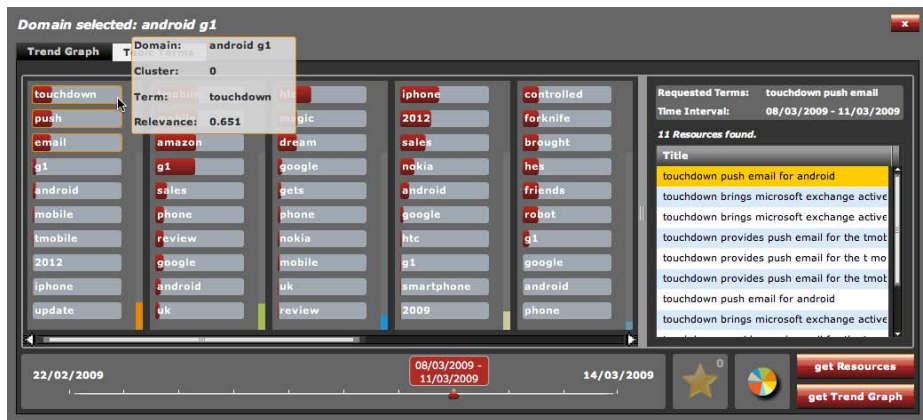 Domain selected: android g1
x
Trend Graph
Domain: android g1
Cluster: 0
Term: touchdown
Relevance: 0.651
touchdown
push
email
g1
android
mobile
tmobile
2012
iphone
update
amazon
g1
sales
phone
review
google
android
uk
magic
dream
google
gets
phone
nokia
mobile
uk
review
iphone
2012
sales
nokia
android
google
htc
g1
smartphone
2009
controlled
forknife
brought
hes
friends
robot
g1
google
android
phone
Requested Terms: touchdown push email
Time Interval: 08/03/2009 - 11/03/2009
11 Resources found.
Title
touchdown push email for android
touchdown brings microsoft exchange active
touchdown brings microsoft exchange active
touchdown provides push email for the tmob
touchdown provides push email for the t mo
touchdown provides push email for the tmob
touchdown push email for android
touchdown brings microsoft exchange active
22/02/2009
08/03/2009 -
11/03/2009
14/03/2009
0
get Resources
get Trend Graph